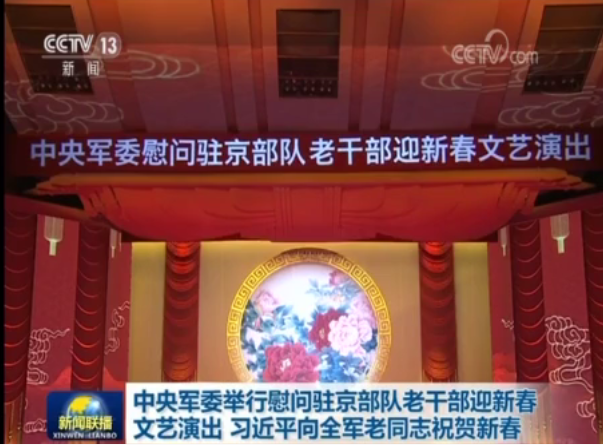 CCTV 13
新闻
CCTV.com
中央军委慰问驻京部队老干部迎新春文艺演出
中央军委举行慰问驻京部队老干部迎新春
文艺演出 习近平向全军老同志祝贺新春
新闻联播
XINWEN LIANBO